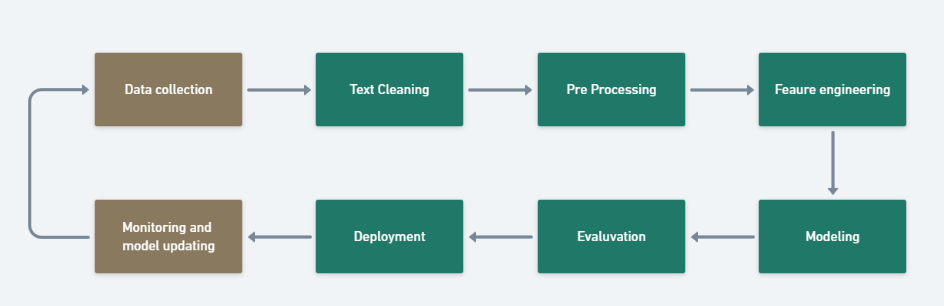 Data collection
Text Cleaning
Pre Processing
Feaure engineering
Monitoring and
model updating
Deployment
Evaluvation
Modeling